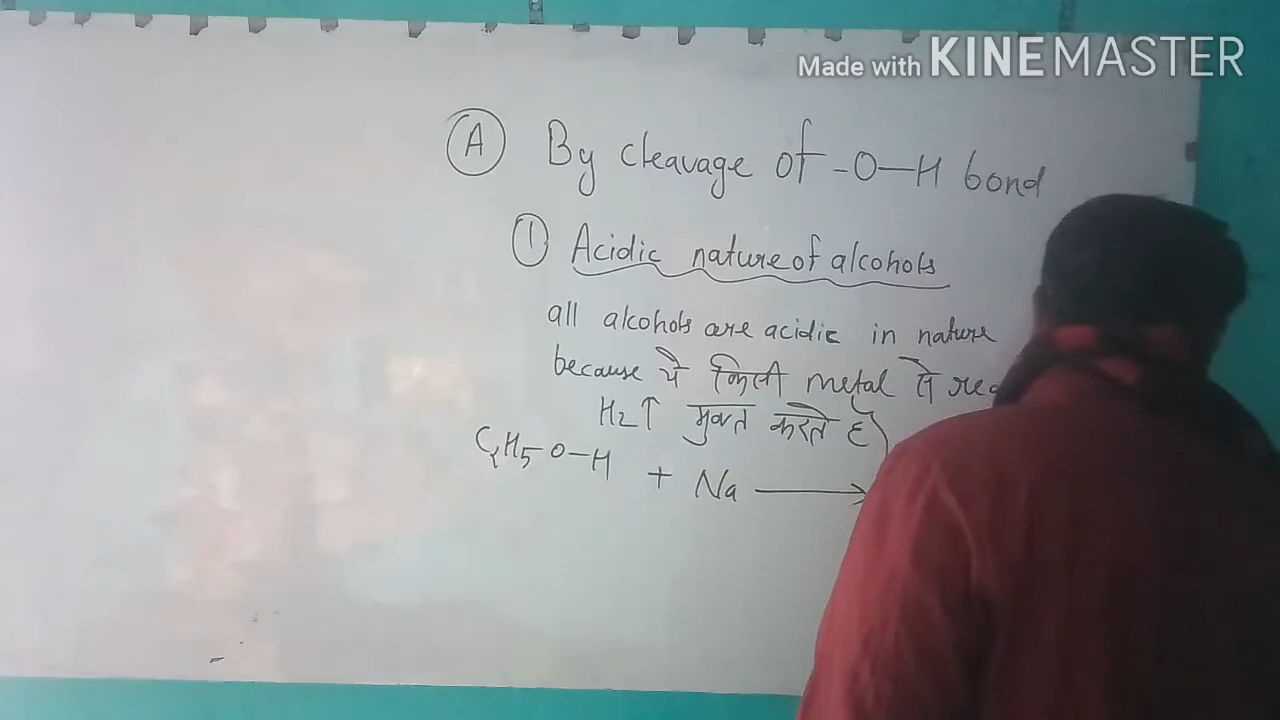 Made with KINEMASTER
Ⓐ By cleavage of -O-H bond
① Acidic nature of alcohols
all alcohols are acidic in nature
because ये किसी metal से
H2↑ मुक्त करते हैं
C2H5-O-H + Na ⟶